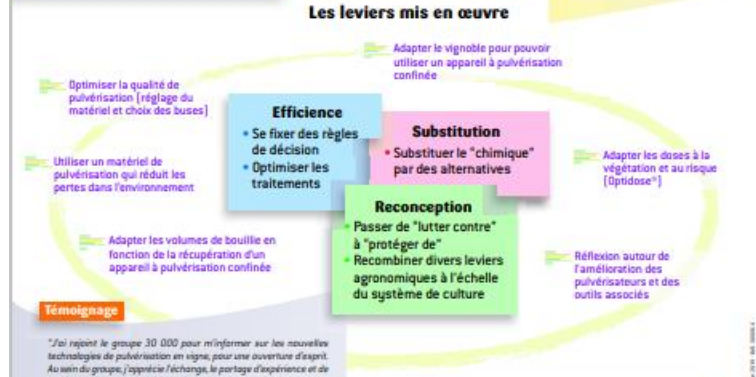 Les leviers mis en œuvre
Adapter le vignoble pour pouvoir
utiliser un appareil à pulvérisation
confinée
Optimiser la qualité de
pulvérisation (réglage du
matériel et choix des buses)
Efficience
• Se fixer des règles
de décision
• Optimiser les
traitements
Substitution
• Substituer le "chimique"
par des alternatives
Utiliser un matériel de
pulvérisation qui réduit les
pertes dans l'environnement
Adapter les doses à la
végétation et au risque
(Optidose®)
Reconception
• Passer de "lutter contre"
à "protéger de"
• Recombiner divers leviers
agronomiques à l'échelle
du système de culture
Adapter les volumes de bouillie en
fonction de la récupération d'un
appareil à pulvérisation confinée
Réflexion autour de
l'amélioration des
pulvérisateurs et des
outils associés
Témoignage
"J'ai rejoint le groupe 30 000 pour m'informer sur les nouvelles
technologies de pulvérisation en vigne, pour une ouverture d'esprit.
Au sein du groupe, j'apprécie l'échange, le partage d'expérience et de